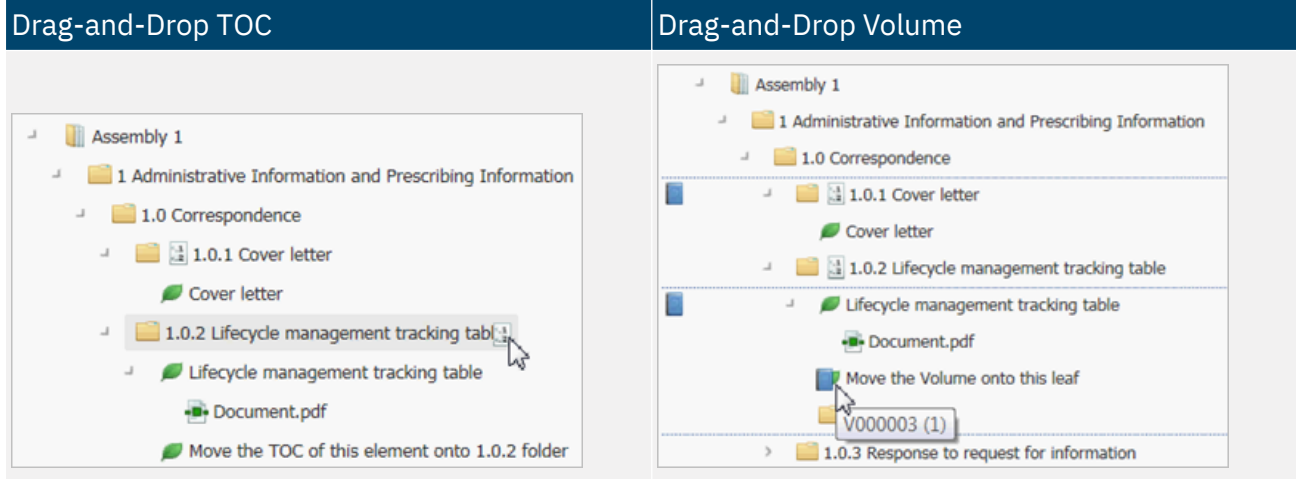 Drag-and-Drop TOC
Assembly 1
1 Administrative Information and Prescribing Information
1.0 Correspondence
1.0.1 Cover letter
Cover letter
1.0.2 Lifecycle management tracking tabl
Lifecycle management tracking table
Document.pdf
Move the TOC of this element onto 1.0.2 folder
Drag-and-Drop Volume
Assembly 1
1 Administrative Information and Prescribing Information
1.0 Correspondence
1.0.1 Cover letter
Cover letter
1.0.2 Lifecycle management tracking table
Lifecycle management tracking table
Document.pdf
Move the Volume onto this leaf
V000003 (1)
1.0.3 Response to request for information